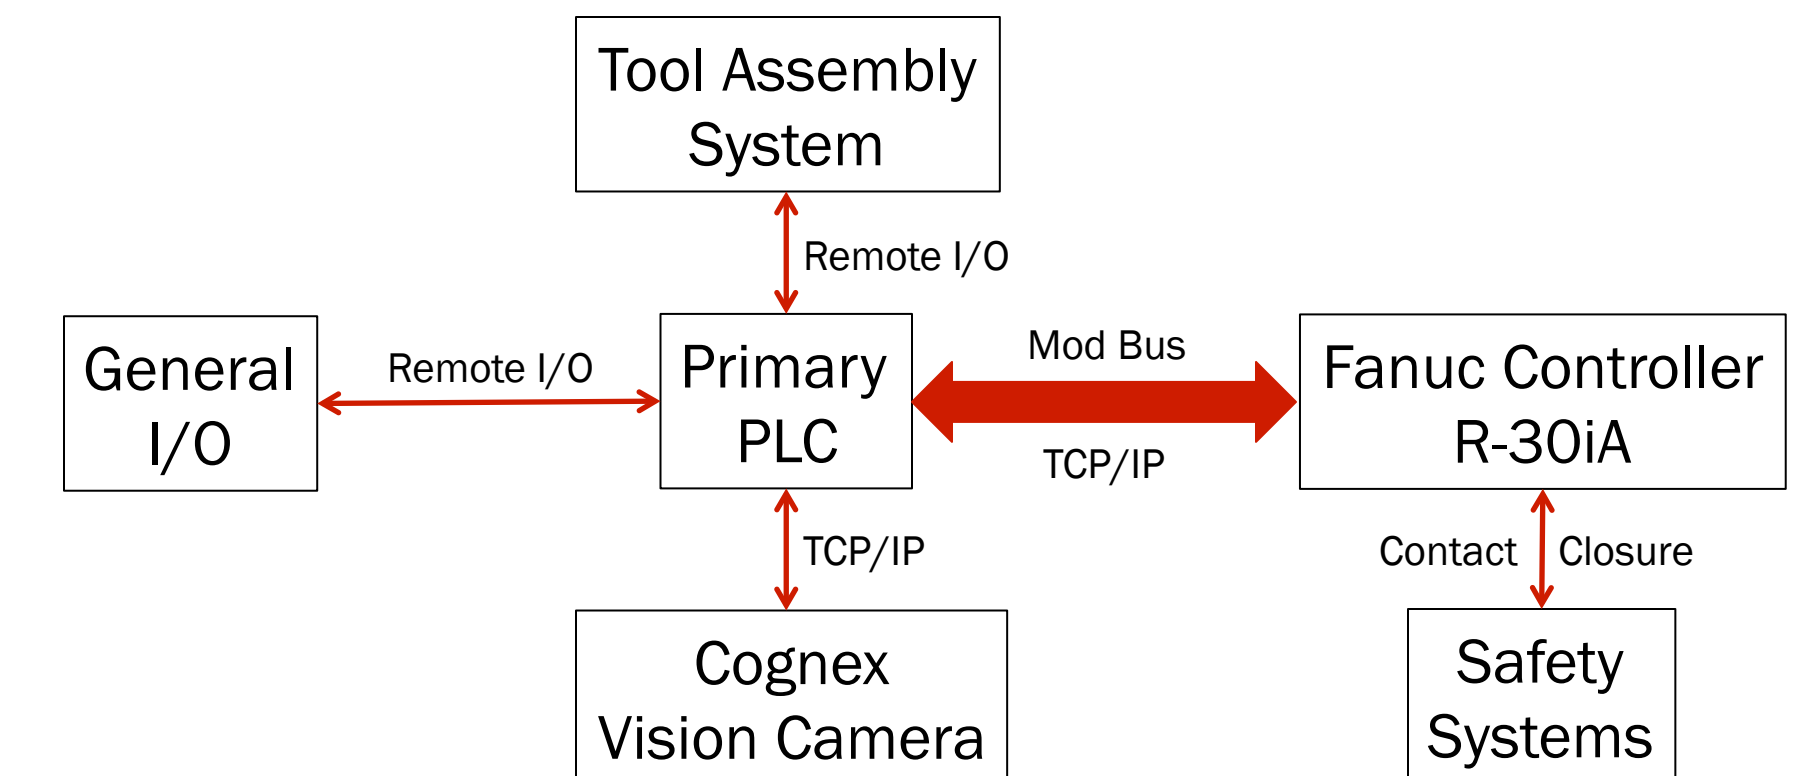 Tool Assembly
System
Remote I/O
General
I/O
Remote I/O
Primary
PLC
Mod Bus
TCP/IP
Fanuc Controller
R-30iA
TCP/IP
Contact Closure
Cognex
Vision Camera
Safety
Systems